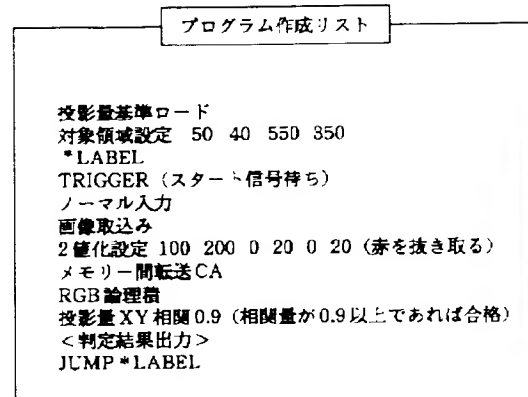 プログラム作成リスト
投影量基準ロード
対象領域設定 50 40 550 350
*LABEL
TRIGGER (スタート信号待ち)
ノーマル入力
画像取込み
2値化設定 100 200 0 20 0 20 (赤を抜き取る)
メモリー間転送CA
RGB論理積
投影量XY相関0.9 (相関量が0.9以上であれば合格)
<判定結果出力>
JUMP*LABEL